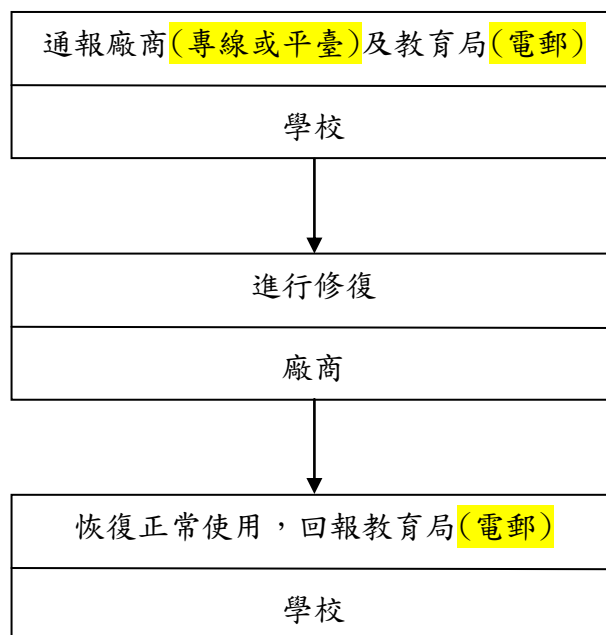 通報廠商(專線或平臺)及教育局(電郵)
學校
進行修復
廠商
恢復正常使用，回報教育局(電郵)
學校